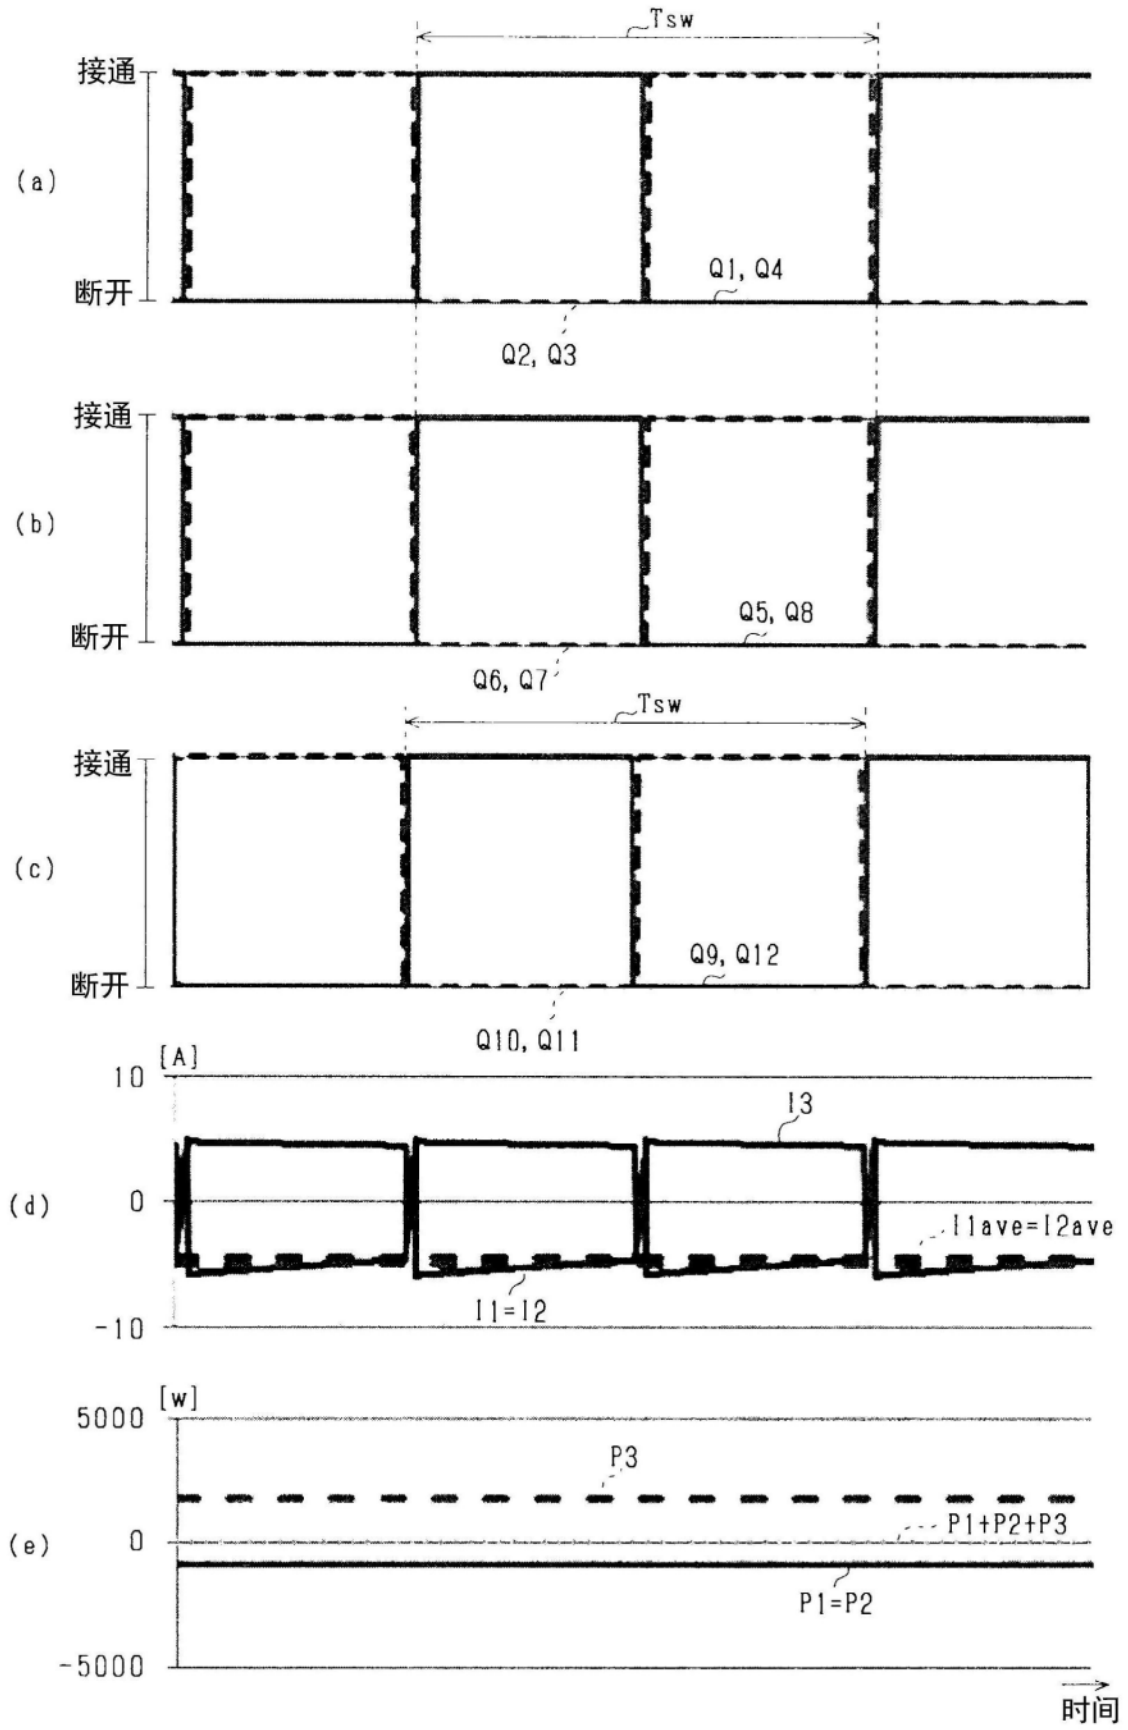 Tsw
接通
(a)
Q1, Q4
断开
Q2, Q3
接通
(b)
Q5, Q8
断开
Q6, Q7
Tsw
接通
(c)
Q9, Q12
断开
Q10, Q11
[A]
10
I3
(d)
0
I1ave=I2ave
I1=I2
-10
[w]
5000
P3
P1+P2+P3
(e)
0
P1=P2
-5000
时间